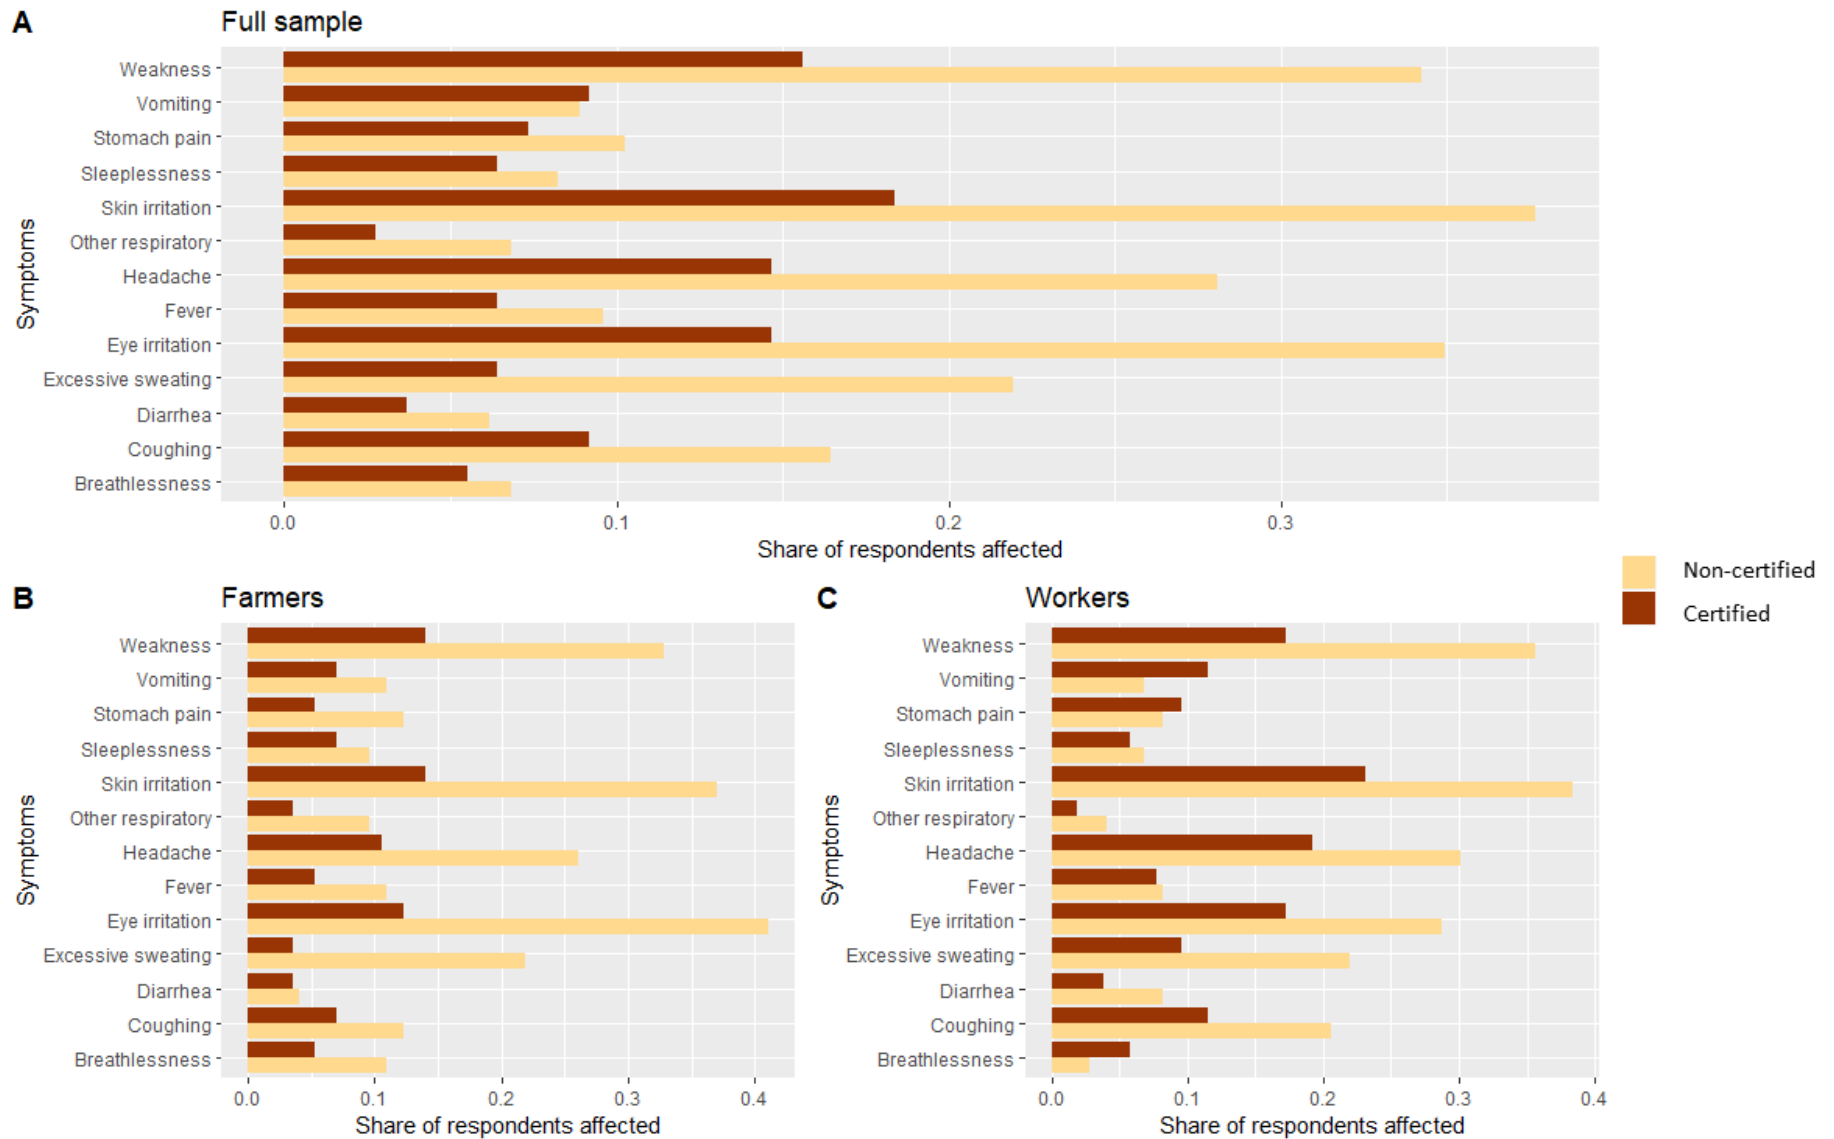 A
Full sample
Symptoms
Weakness
Vomiting
Stomach pain
Sleeplessness
Skin irritation
Other respiratory
Headache
Fever
Eye irritation
Excessive sweating
Diarrhea
Coughing
Breathlessness
0.0 0.1 0.2 0.3
Share of respondents affected
Non-certified
Certified
B
Farmers
Symptoms
Weakness
Vomiting
Stomach pain
Sleeplessness
Skin irritation
Other respiratory
Headache
Fever
Eye irritation
Excessive sweating
Diarrhea
Coughing
Breathlessness
0.0 0.1 0.2 0.3 0.4
Share of respondents affected
C
Workers
Symptoms
Weakness
Vomiting
Stomach pain
Sleeplessness
Skin irritation
Other respiratory
Headache
Fever
Eye irritation
Excessive sweating
Diarrhea
Coughing
Breathlessness
0.0 0.1 0.2 0.3 0.4
Share of respondents affected